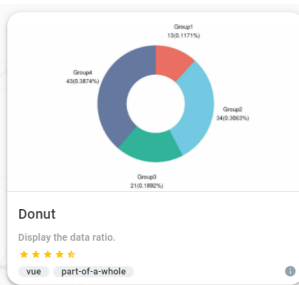 Group1
13(0.1171%)
Group4
43(0.3874%)
Group2
34(0.3063%)
Group3
21(0.1892%)
Donut
Display the data ratio.
vue part-of-a-whole